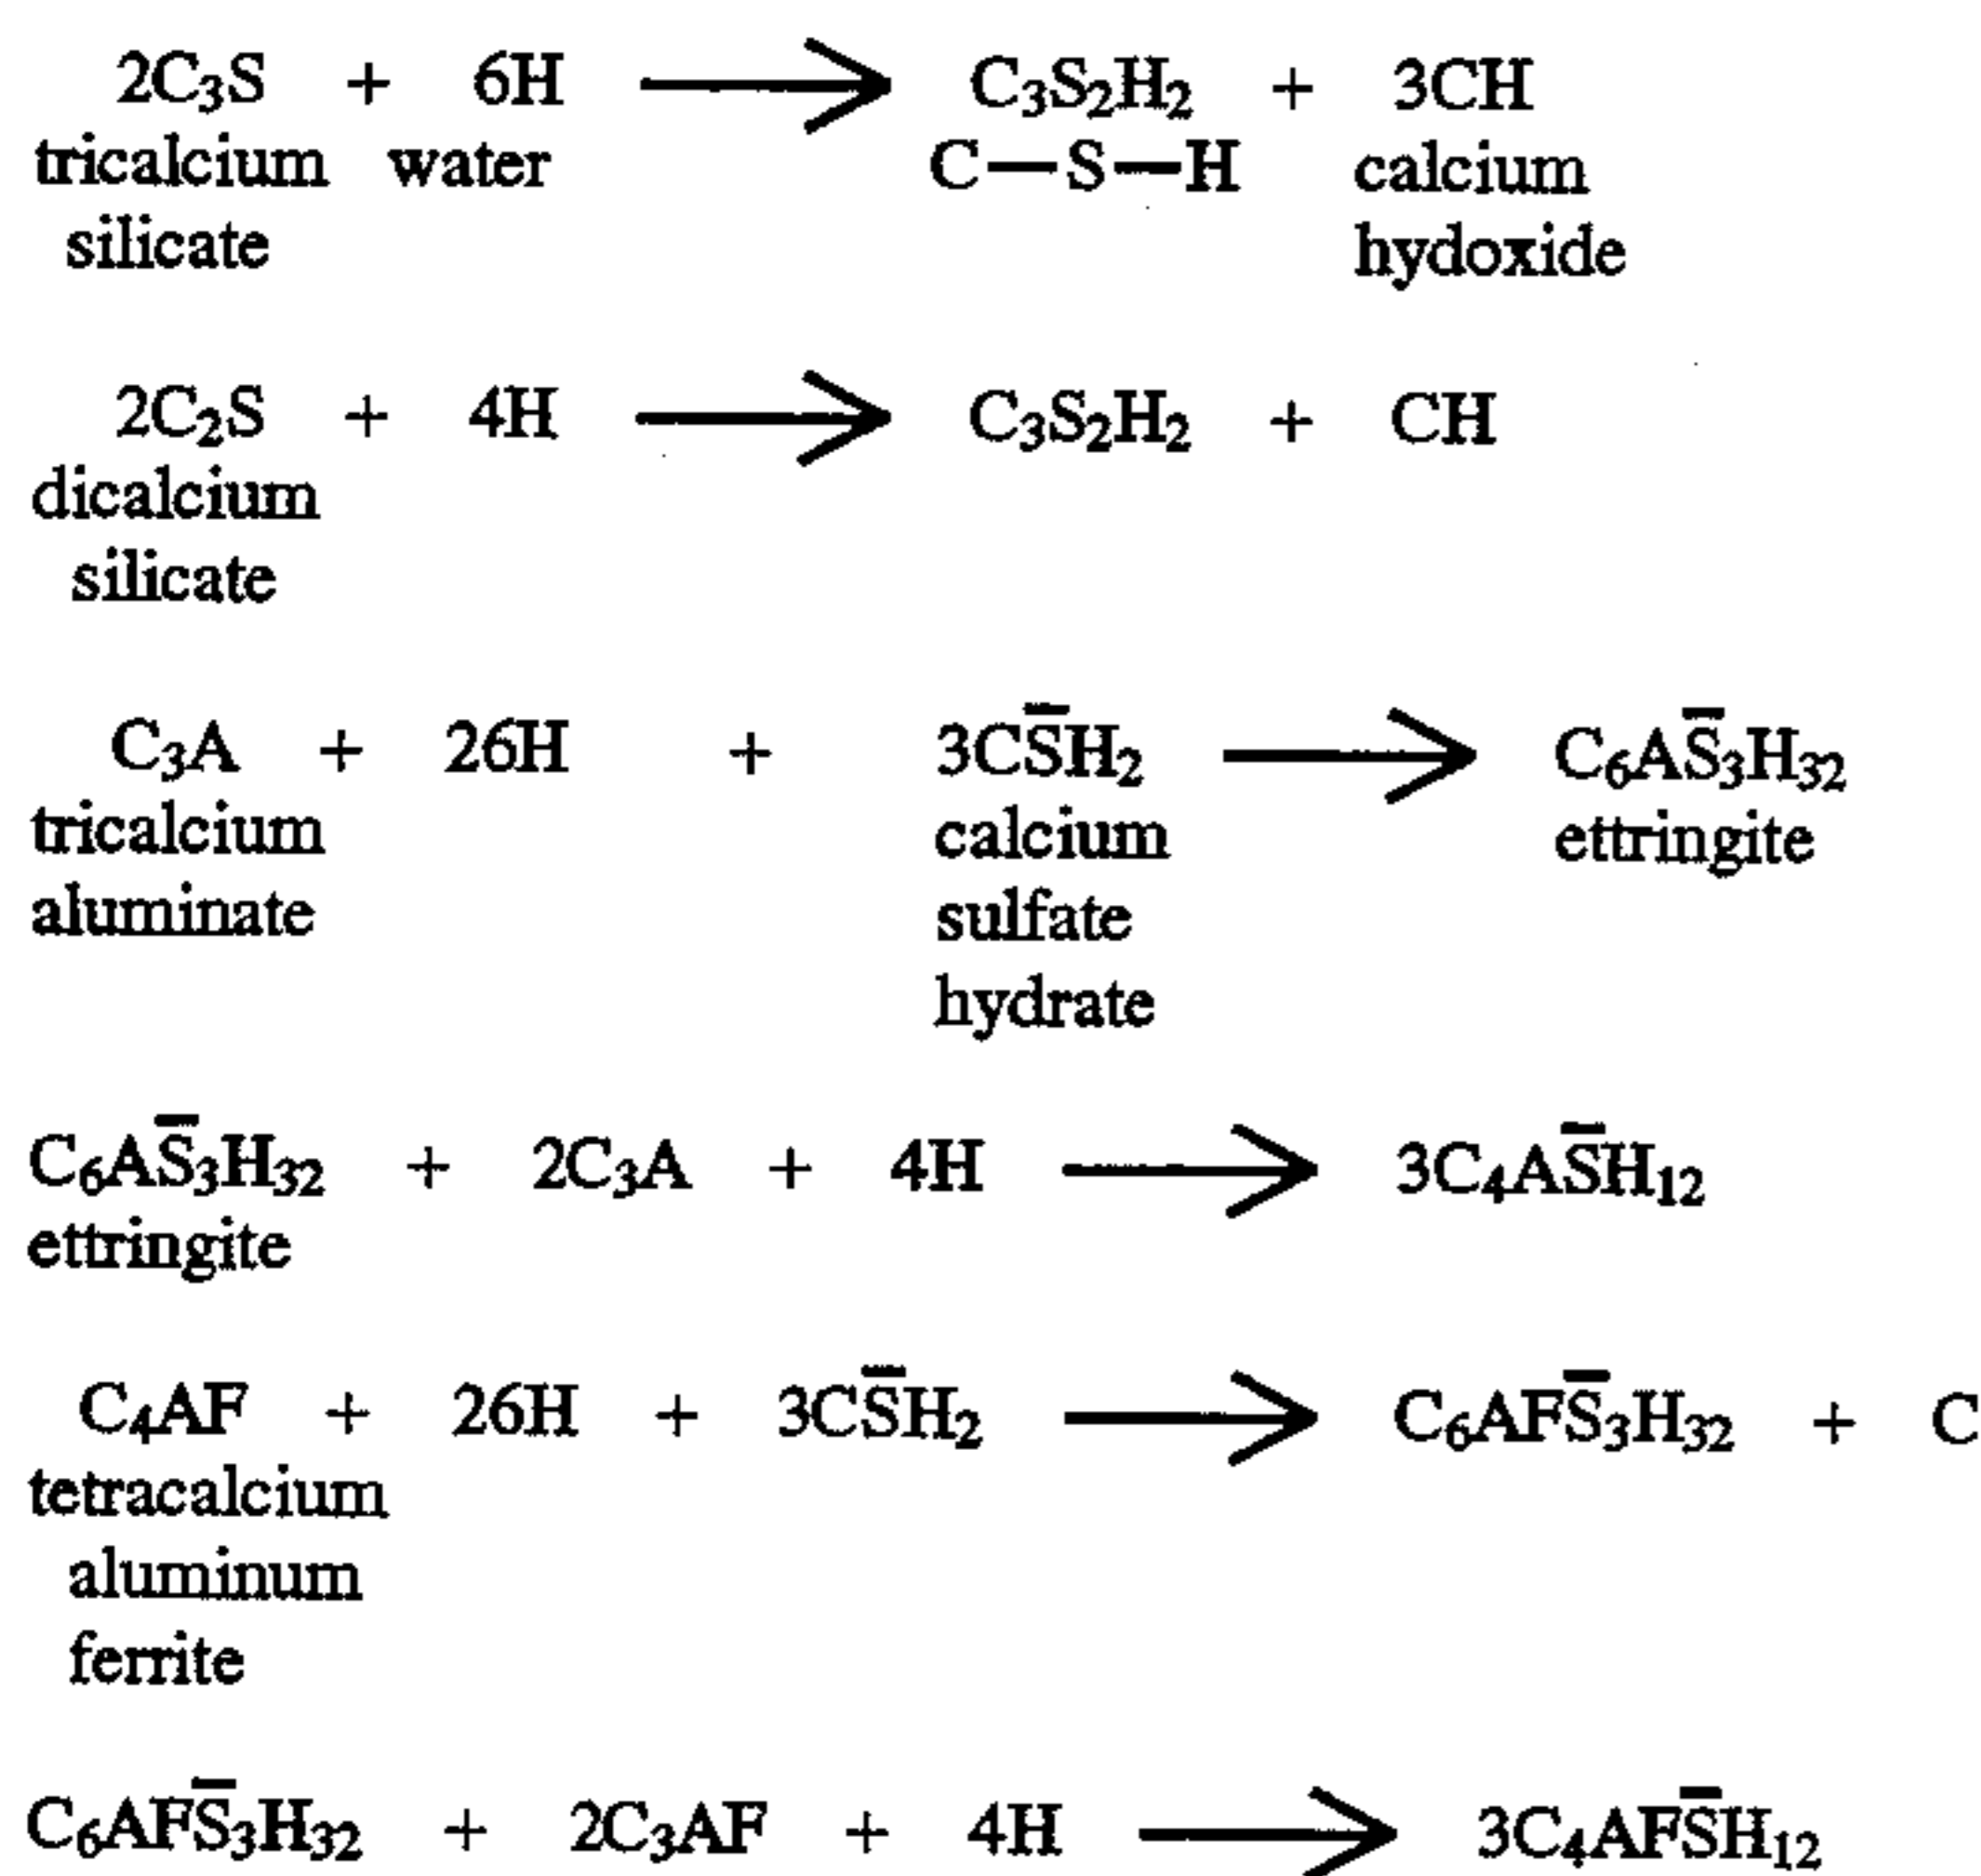 2C₃S + 6H ⟶ C₃S₂H₂ + 3CH
tricalcium water C—S—H calcium
silicate hydoxide
2C₂S + 4H ⟶ C₃S₂H₂ + CH
dicalcium
silicate
C₃A + 26H + 3CS̅H₂ ⟶ C₆AS̅₃H₃₂
tricalcium calcium ettringite
aluminate sulfate
hydrate
C₆AS̅₃H₃₂ + 2C₃A + 4H ⟶ 3C₄AS̅H₁₂
ettringite
C₄AF + 26H + 3CS̅H₂ ⟶ C₆AFS̅₃H₃₂ + C
tetracalcium
aluminum
ferrite
C₆AFS̅₃H₃₂ + 2C₃AF + 4H ⟶ 3C₄AFS̅H₁₂